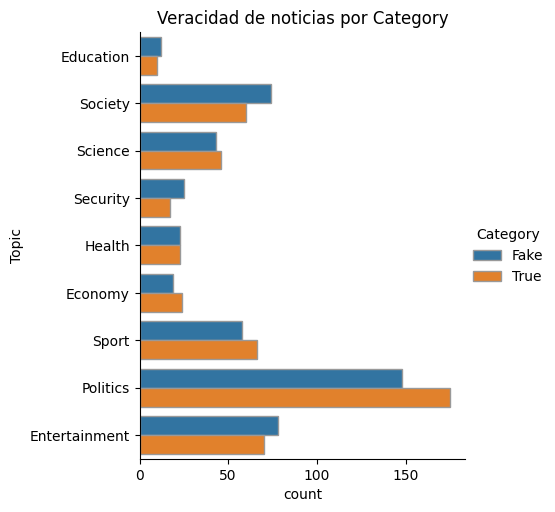 Veracidad de noticias por Category
Education
Society
Science
Security
Health
Economy
Sport
Politics
Entertainment
Topic
0 50 100 150
count
Category
Fake
True